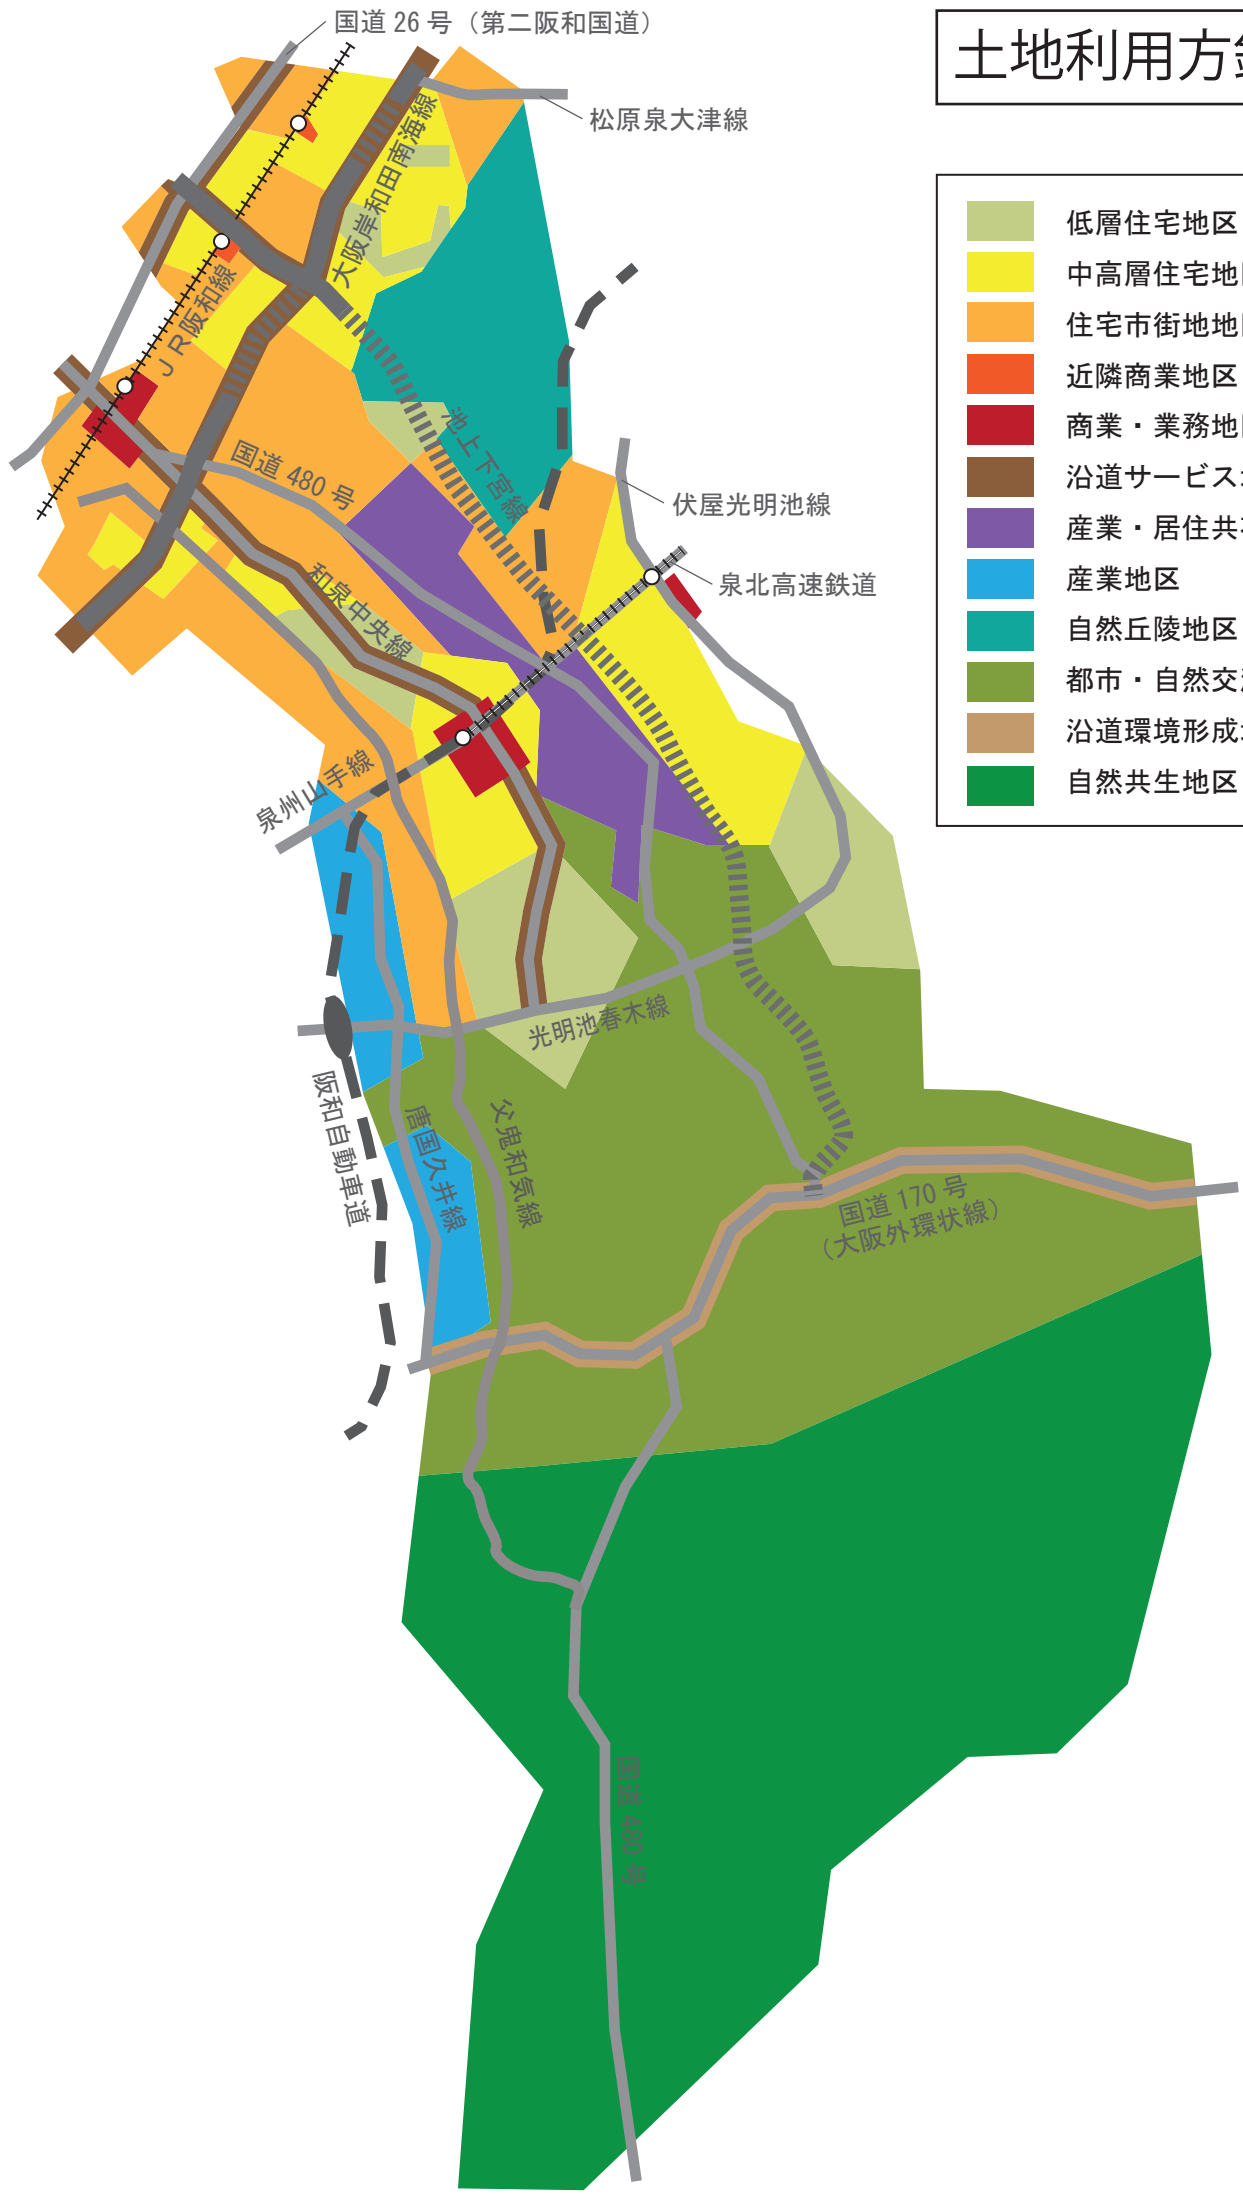 国道 26 号（第二阪和国道）
土地利用方
松原泉大津線
大阪岸和田南海線
ＪＲ阪和線
国道 480 号
池上下宮線
伏屋光明池線
泉北高速鉄道
和泉中央線
泉州山手線
光明池春木線
阪和自動車道
唐国久井線
父鬼和気線
国道 170 号
（大阪外環状線）
国道 480 号
低層住宅地区
中高層住宅地
住宅市街地地
近隣商業地区
商業・業務地
沿道サービス
産業・居住共
産業地区
自然丘陵地区
都市・自然交
沿道環境形成
自然共生地区